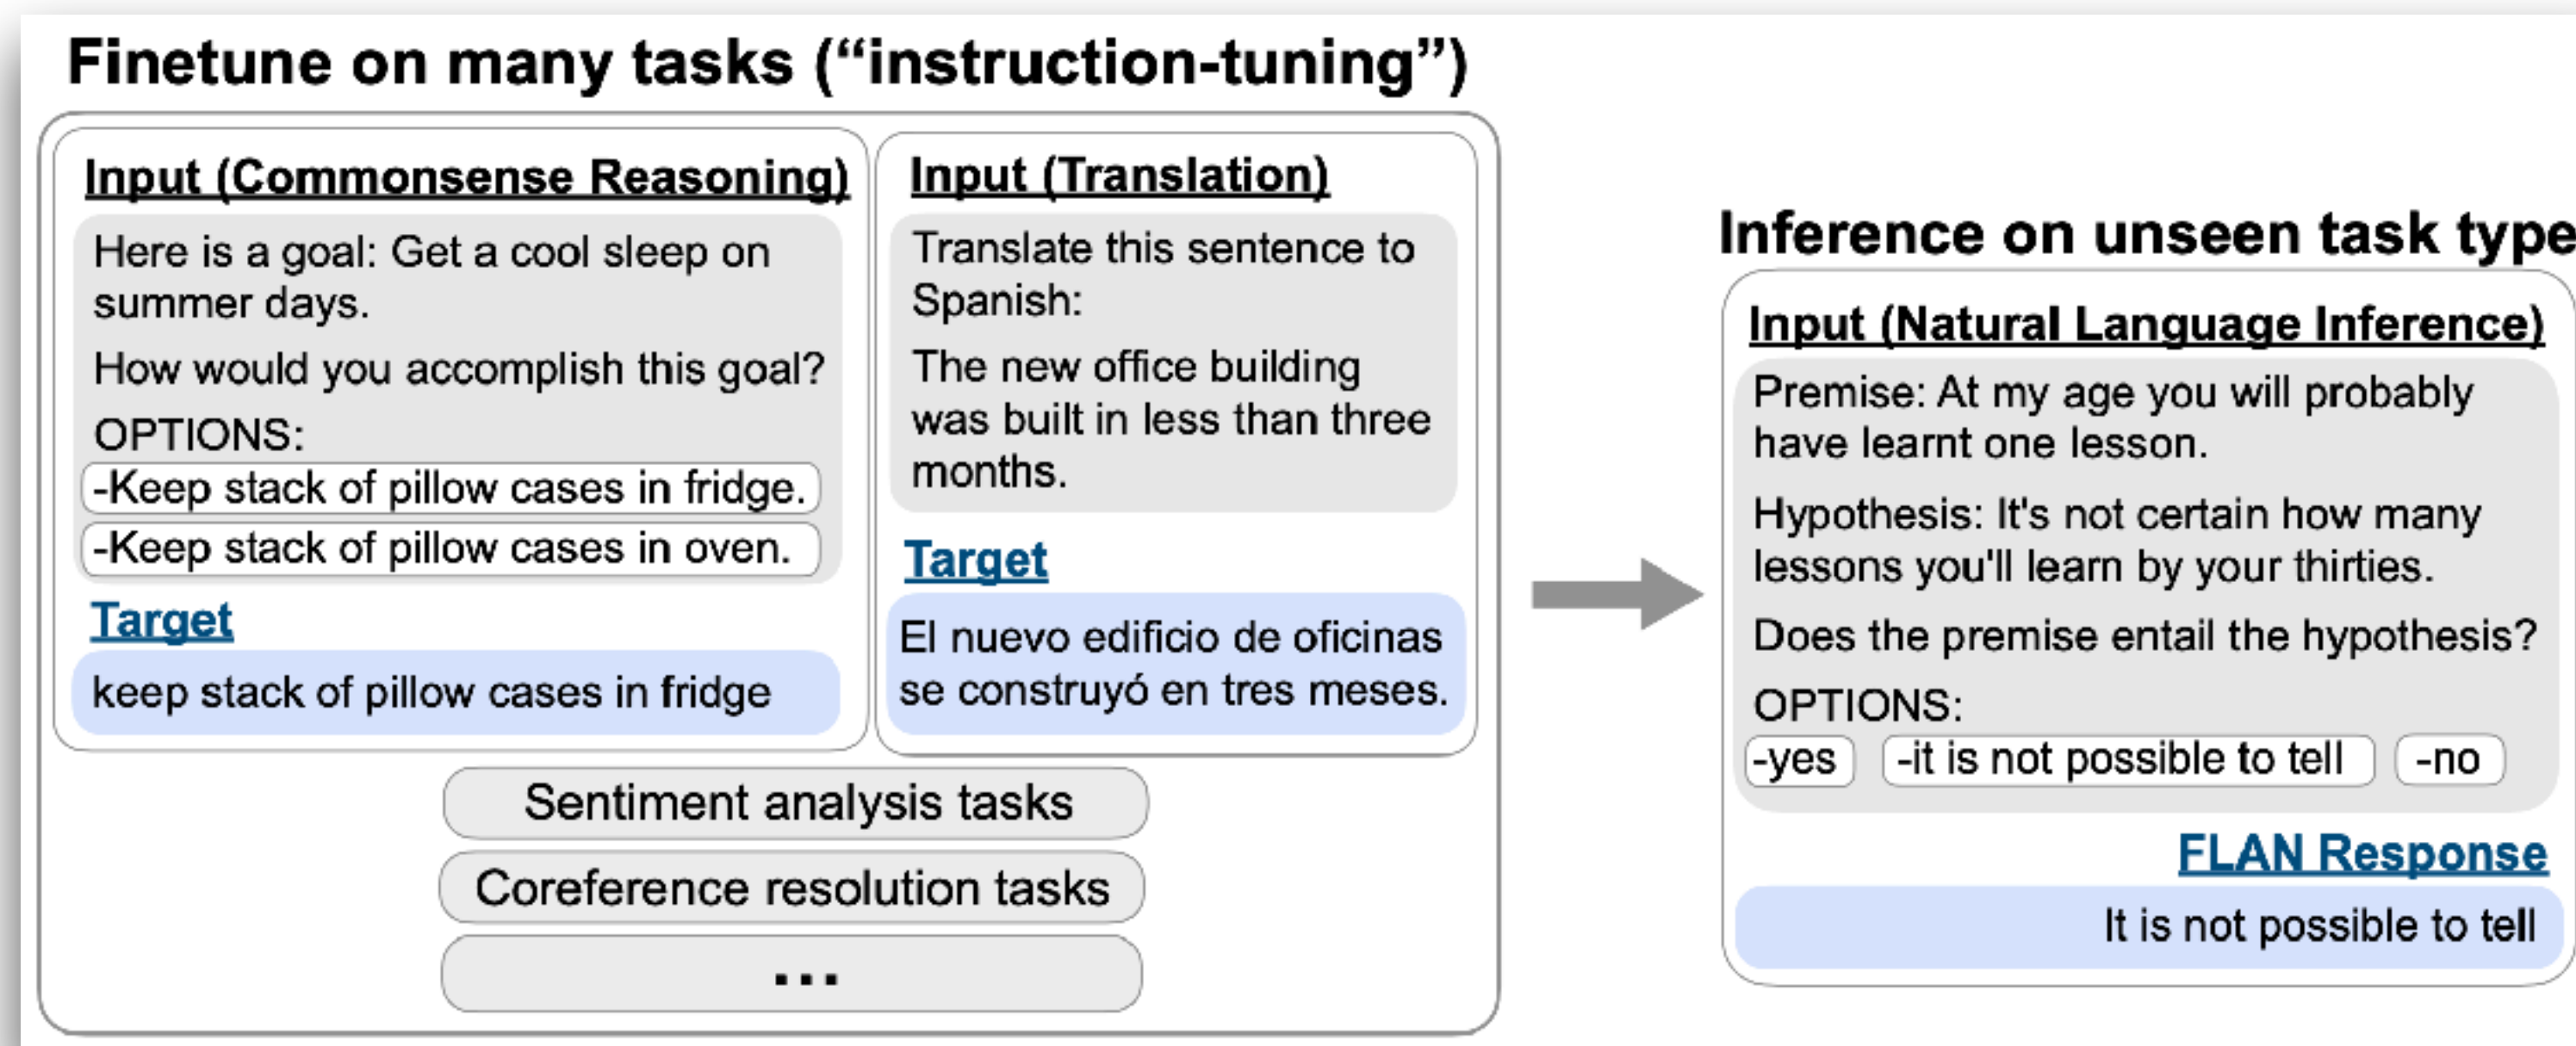 Finetune on many tasks (“instruction-tuning”)
Input (Commonsense Reasoning)
Here is a goal: Get a cool sleep on
summer days.
How would you accomplish this goal?
OPTIONS:
-Keep stack of pillow cases in fridge.
-Keep stack of pillow cases in oven.
Target
keep stack of pillow cases in fridge
Input (Translation)
Translate this sentence to
Spanish:
The new office building
was built in less than three
months.
Target
El nuevo edificio de oficinas
se construyó en tres meses.
Sentiment analysis tasks
Coreference resolution tasks
...
Inference on unseen task type
Input (Natural Language Inference)
Premise: At my age you will probably
have learnt one lesson.
Hypothesis: It's not certain how many
lessons you'll learn by your thirties.
Does the premise entail the hypothesis?
OPTIONS:
-yes -it is not possible to tell -no
FLAN Response
It is not possible to tell